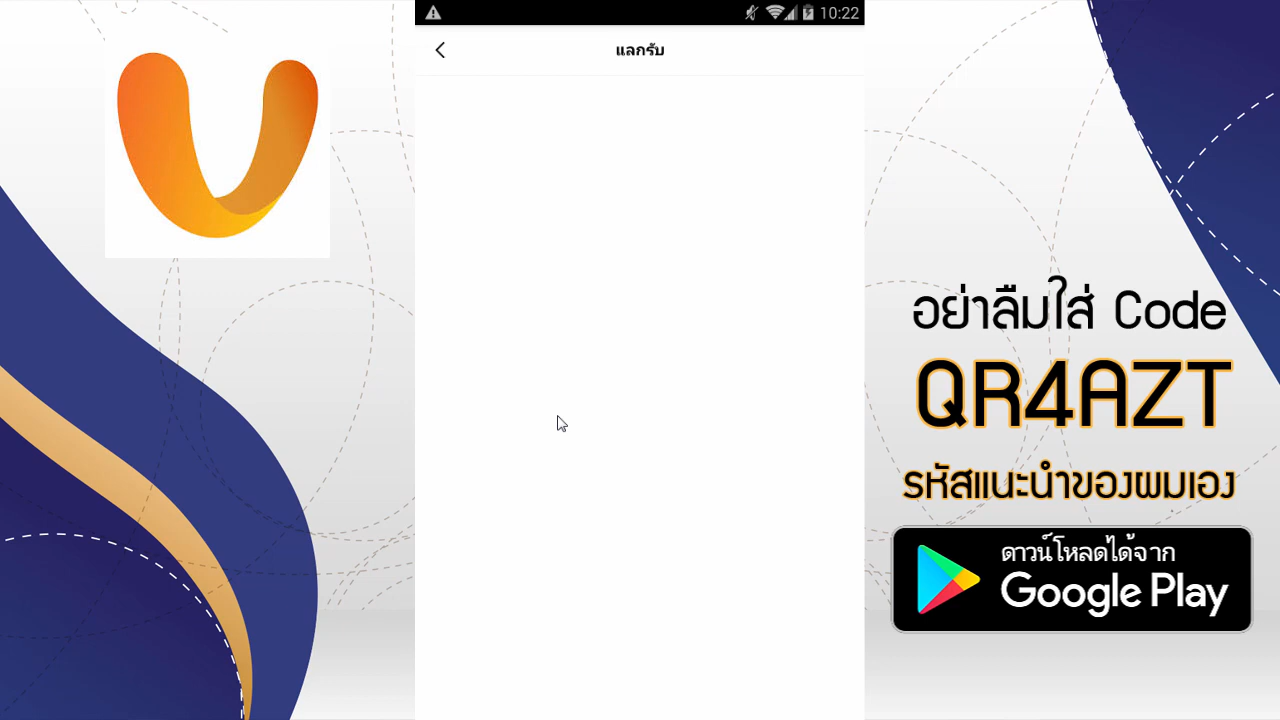 10:22
แลกรับ
อย่าลืมใส่ Code
QR4AZT
รหัสแนะนำของผมเอง
ดาวน์โหลดได้จาก
Google Play